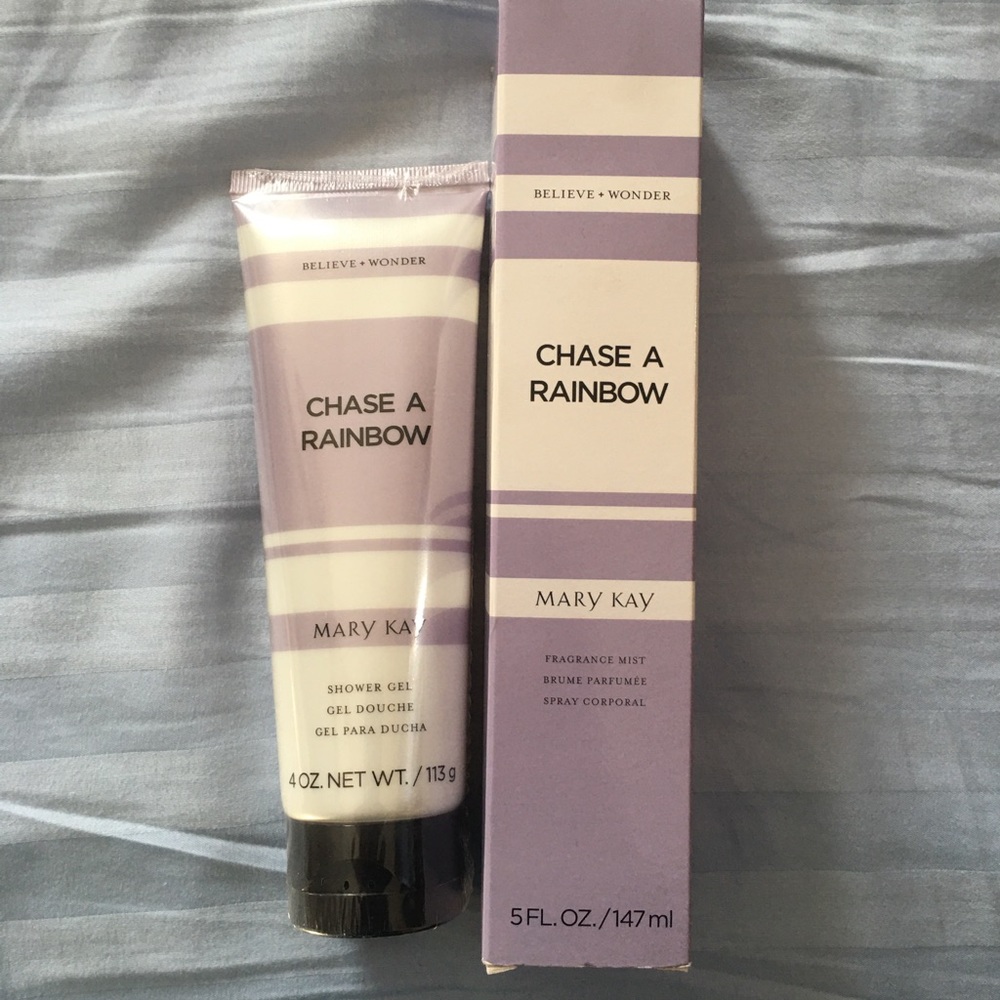 BELIEVE + WONDER
CHASE A
RAINBOW
MARY KAY
SHOWER GEL
GEL DOUCHE
GEL PARA DUCHA
4 OZ. NET WT. / 113 g
BELIEVE + WONDER
CHASE A
RAINBOW
MARY KAY
FRAGRANCE MIST
BRUME PARFUMÉE
SPRAY CORPORAL
5 FL. OZ. / 147 ml